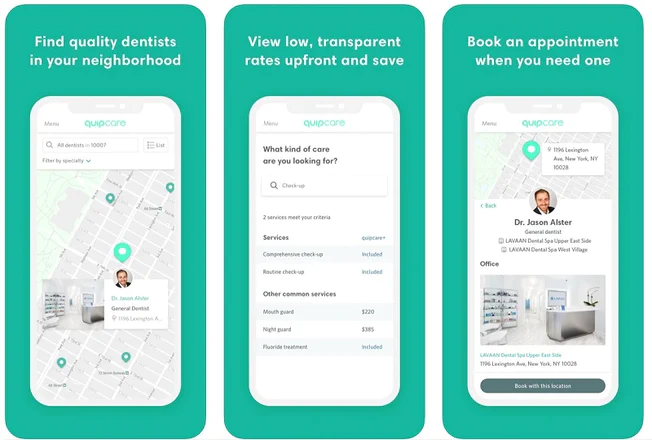 Find quality dentists
in your neighborhood
Menu
quipcare
All dentists in 10007
List
Filter by specialty
Dr. Jason Alster
General Dentist
1196 Lexington A...
View low, transparent
rates upfront and save
Menu
quipcare
What kind of care
are you looking for?
Check-up
2 services meet your criteria
Services quipcare+
Comprehensive check-up Included
Routine check-up Included
Other common services
Mouth guard $220
Night guard $385
Fluoride treatment Included
Book an appointment
when you need one
Menu
quipcare
1196 Lexington
Ave, New York, NY
10028
Back
Dr. Jason Alster
General dentist
LAVAAN Dental Spa Upper East Side
LAVAAN Dental Spa West Village
Office
LAVAAN Dental Spa Upper East Side
1196 Lexington Ave, New York, NY 10028
Book with this location